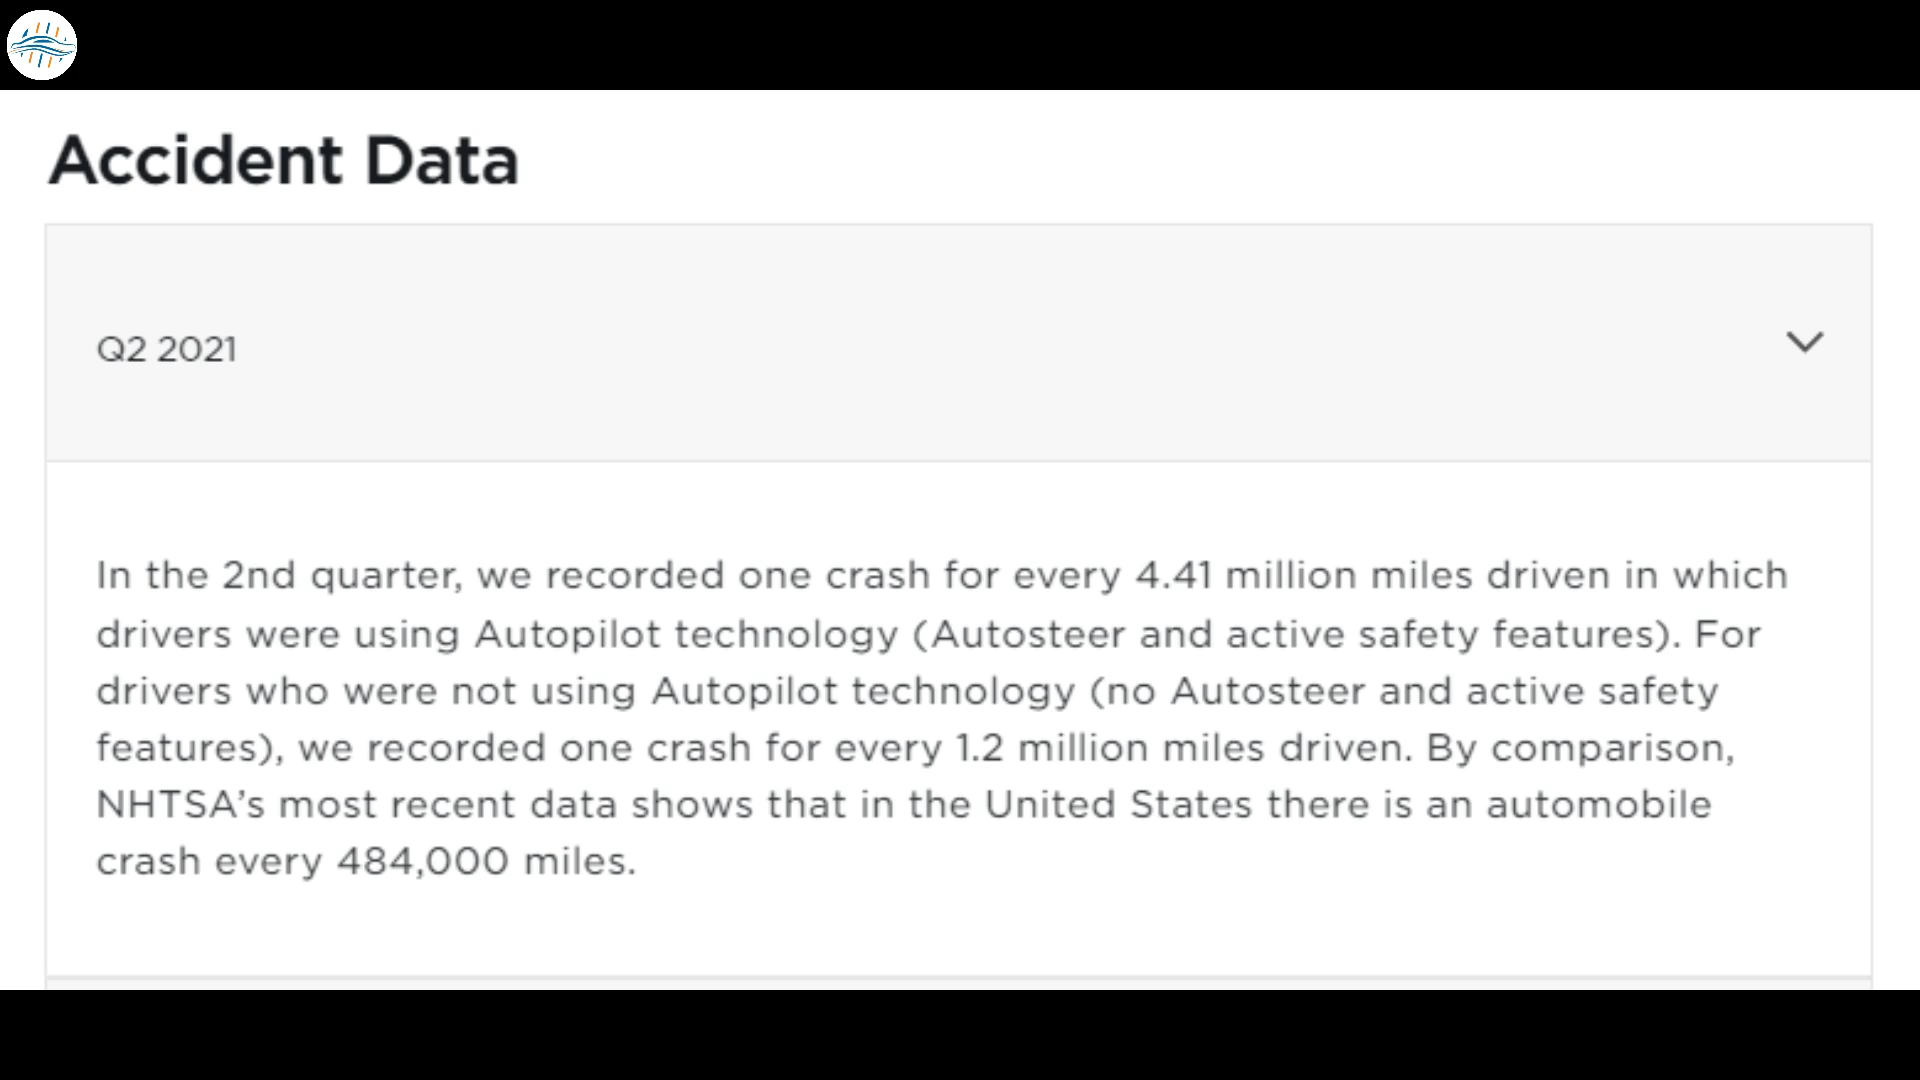 Accident Data
Q2 2021
In the 2nd quarter, we recorded one crash for every 4.41 million miles driven in which
drivers were using Autopilot technology (Autosteer and active safety features). For
drivers who were not using Autopilot technology (no Autosteer and active safety
features), we recorded one crash for every 1.2 million miles driven. By comparison,
NHTSA’s most recent data shows that in the United States there is an automobile
crash every 484,000 miles.